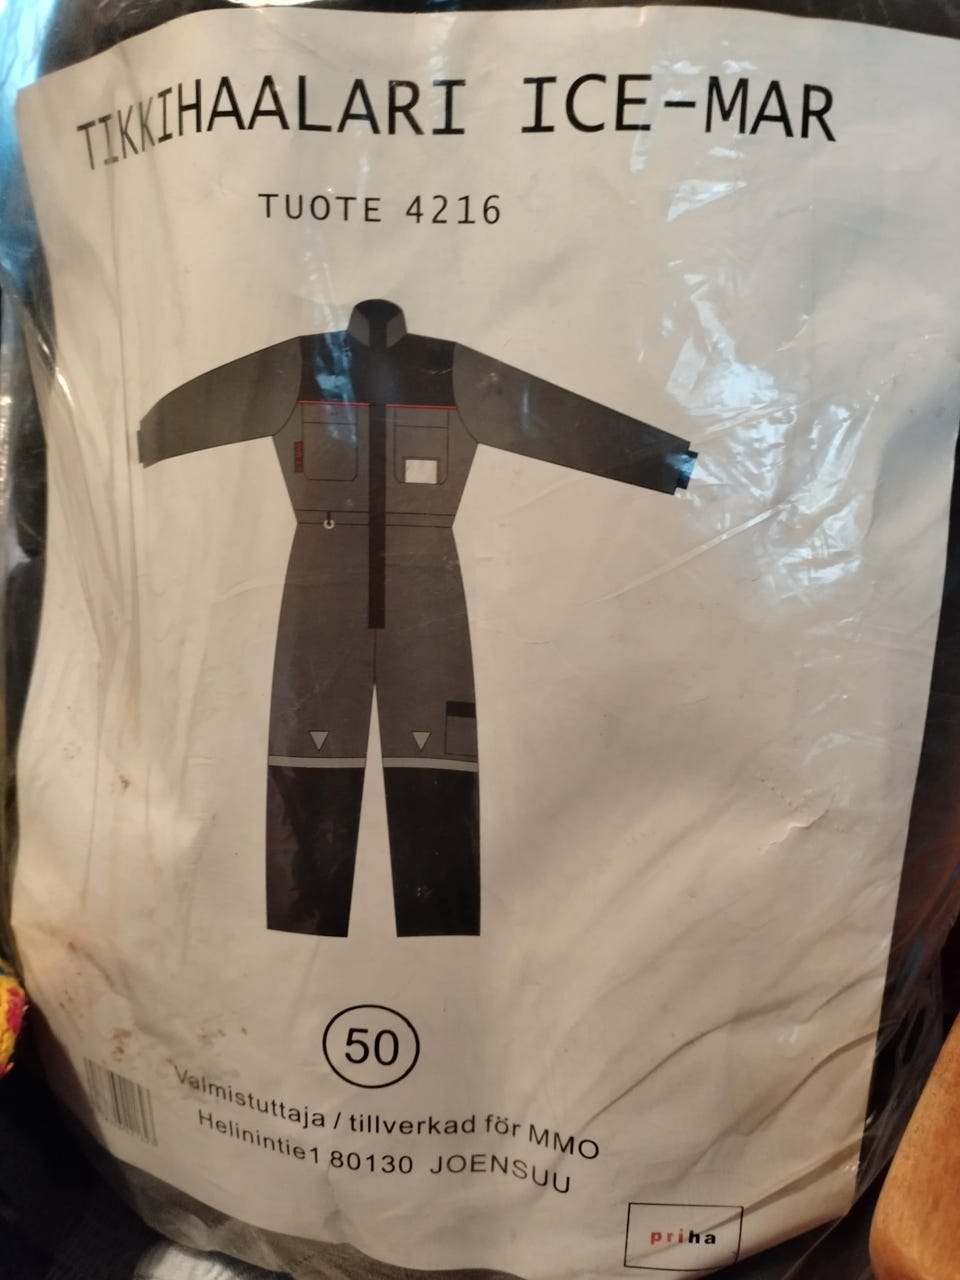 TIKKIHAALARI ICE-MAR
TUOTE 4216
50
Valmistuttaja / tillverkad för MMO
Helinintie1 80130 JOENSUU
priha